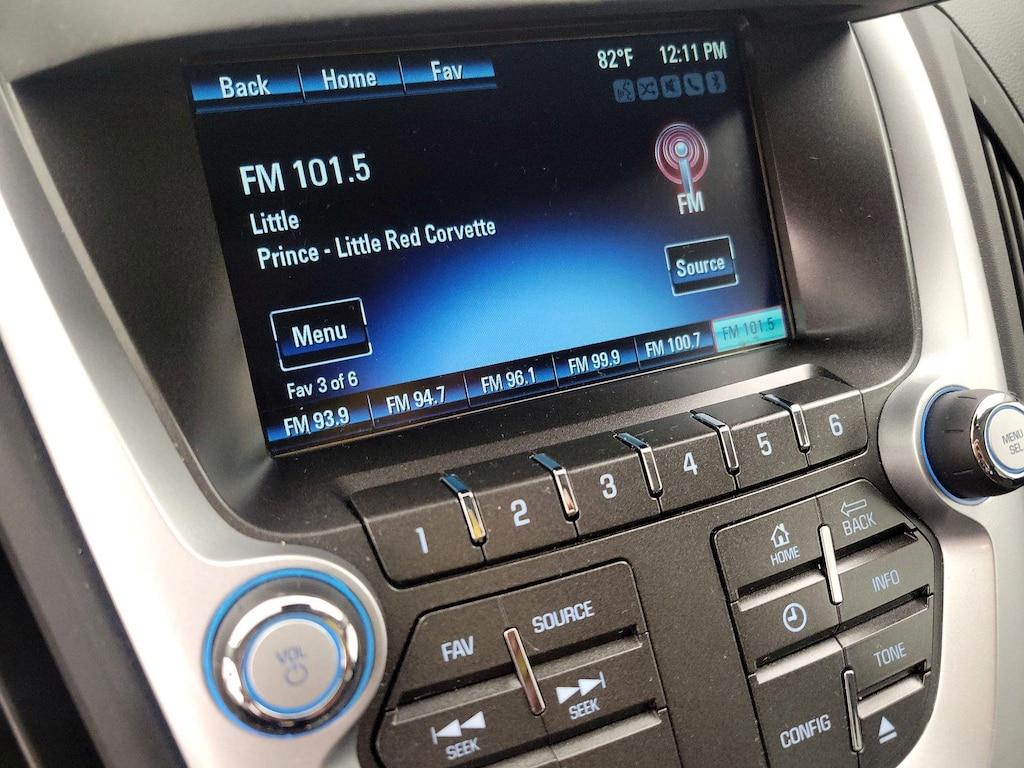 Back Home Fav
82°F 12:11 PM
FM 101.5
Little
Prince - Little Red Corvette
FM
Source
Menu
Fav 3 of 6
FM 93.9 FM 94.7 FM 96.1 FM 99.9 FM 100.7 FM 101.5
1 2 3 4 5 6
MENU
SEL
VOL
FAV SOURCE
SEEK SEEK
HOME BACK
INFO
TONE
CONFIG